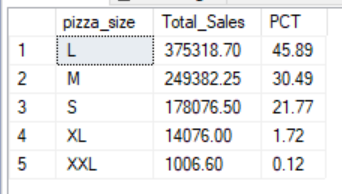 pizza_size Total_Sales PCT
1 L 375318.70 45.89
2 M 249382.25 30.49
3 S 178076.50 21.77
4 XL 14076.00 1.72
5 XXL 1006.60 0.12